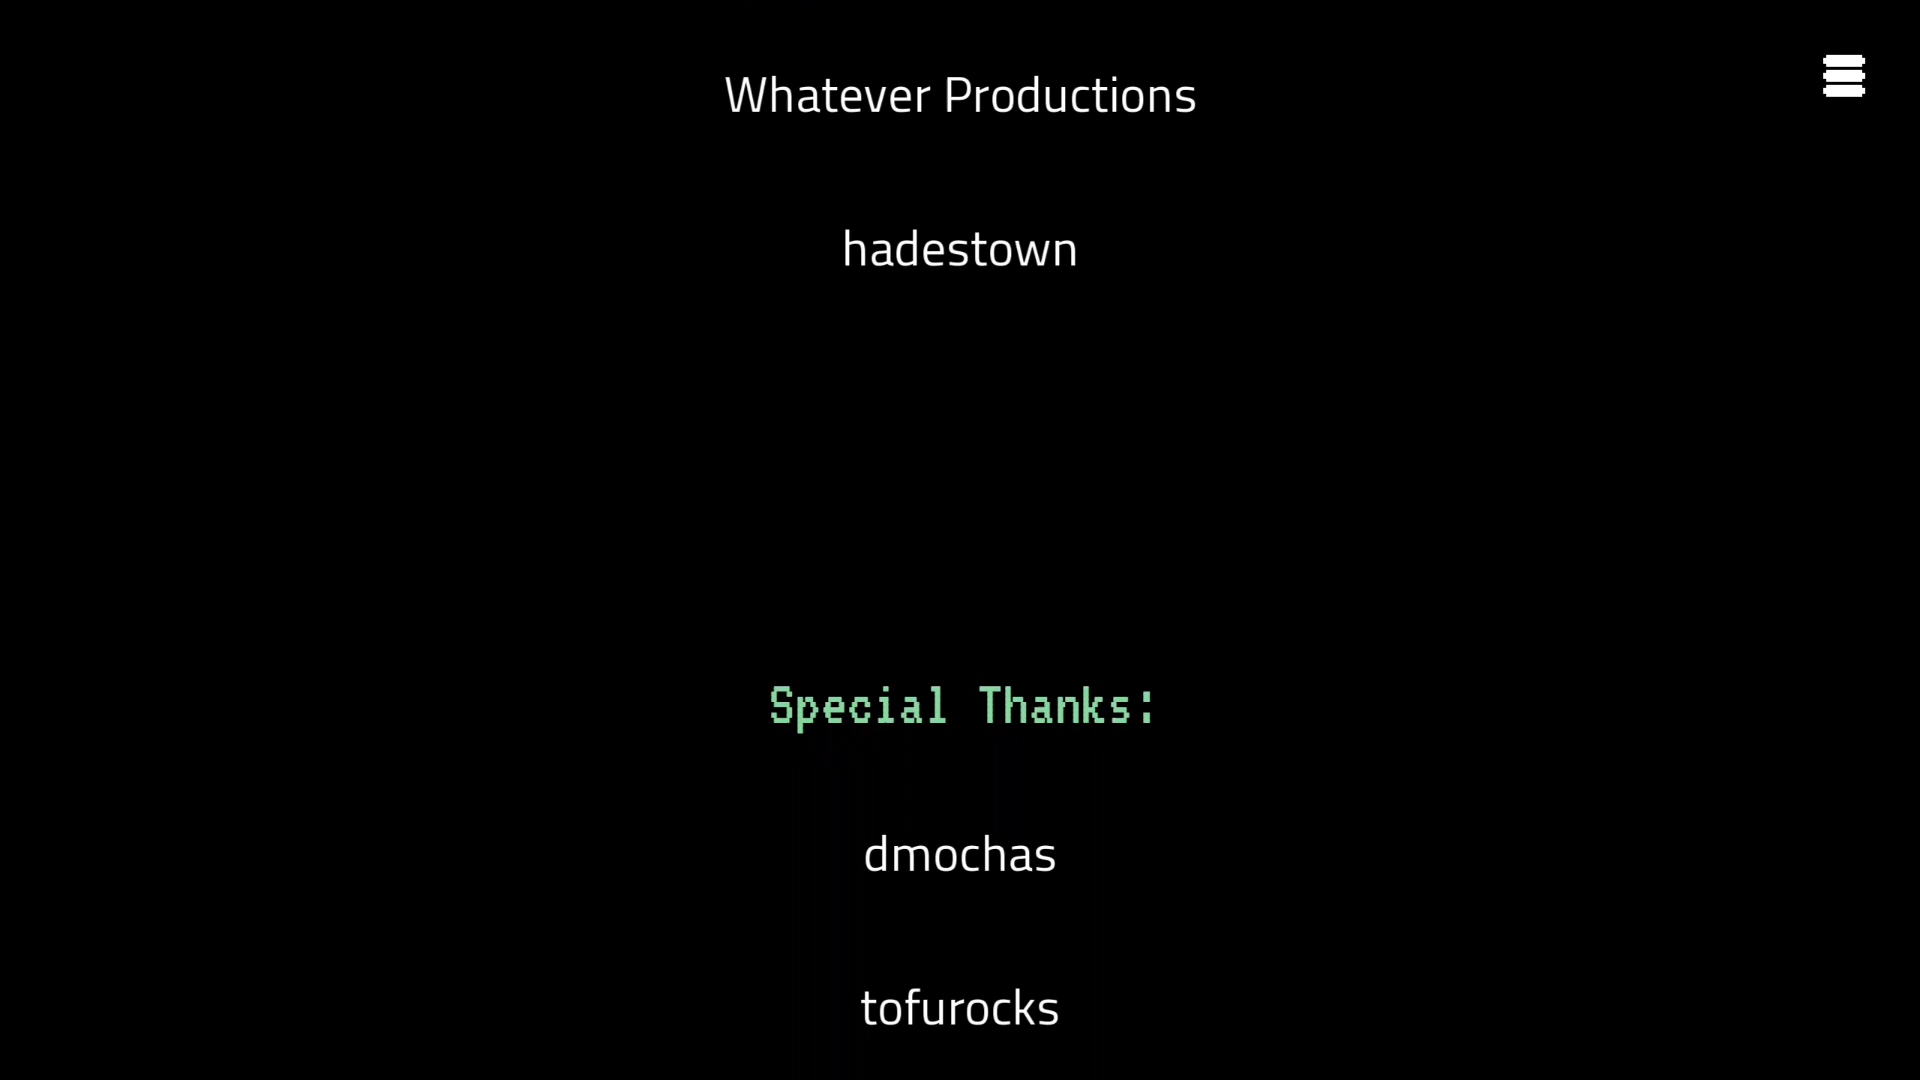 Whatever Productions
hadestown
Special Thanks:
dmochas
tofurocks